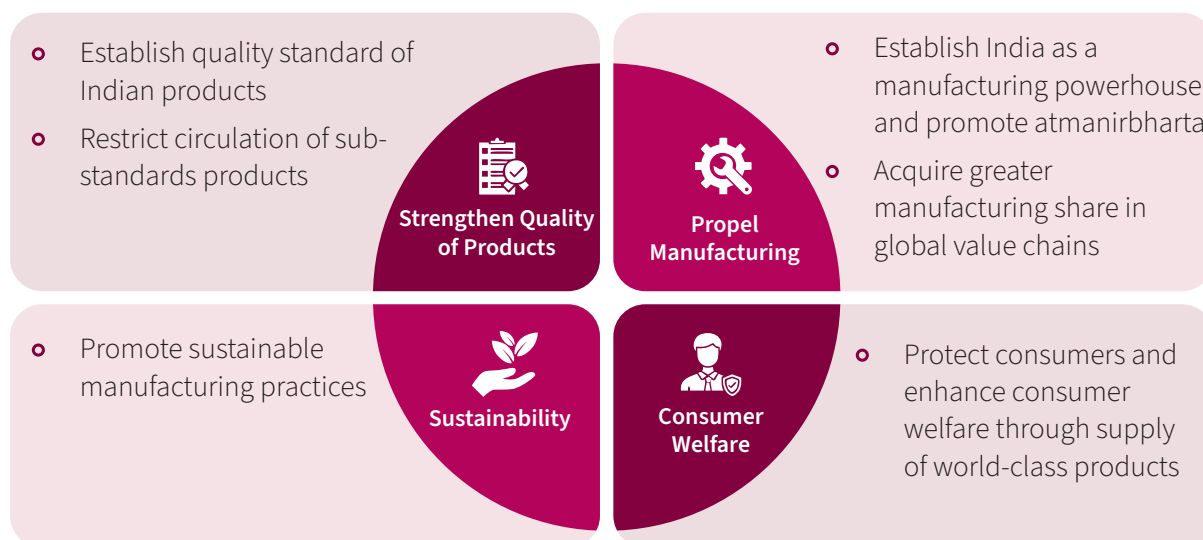 Establish quality standard of
Indian products
Restrict circulation of sub-
standards products
Strengthen Quality
of Products
Establish India as a
manufacturing powerhouse
and promote atmanirbharta
Acquire greater
manufacturing share in
global value chains
Propel
Manufacturing
Promote sustainable
manufacturing practices
Sustainability
Consumer
Welfare
Protect consumers and
enhance consumer
welfare through supply
of world-class products